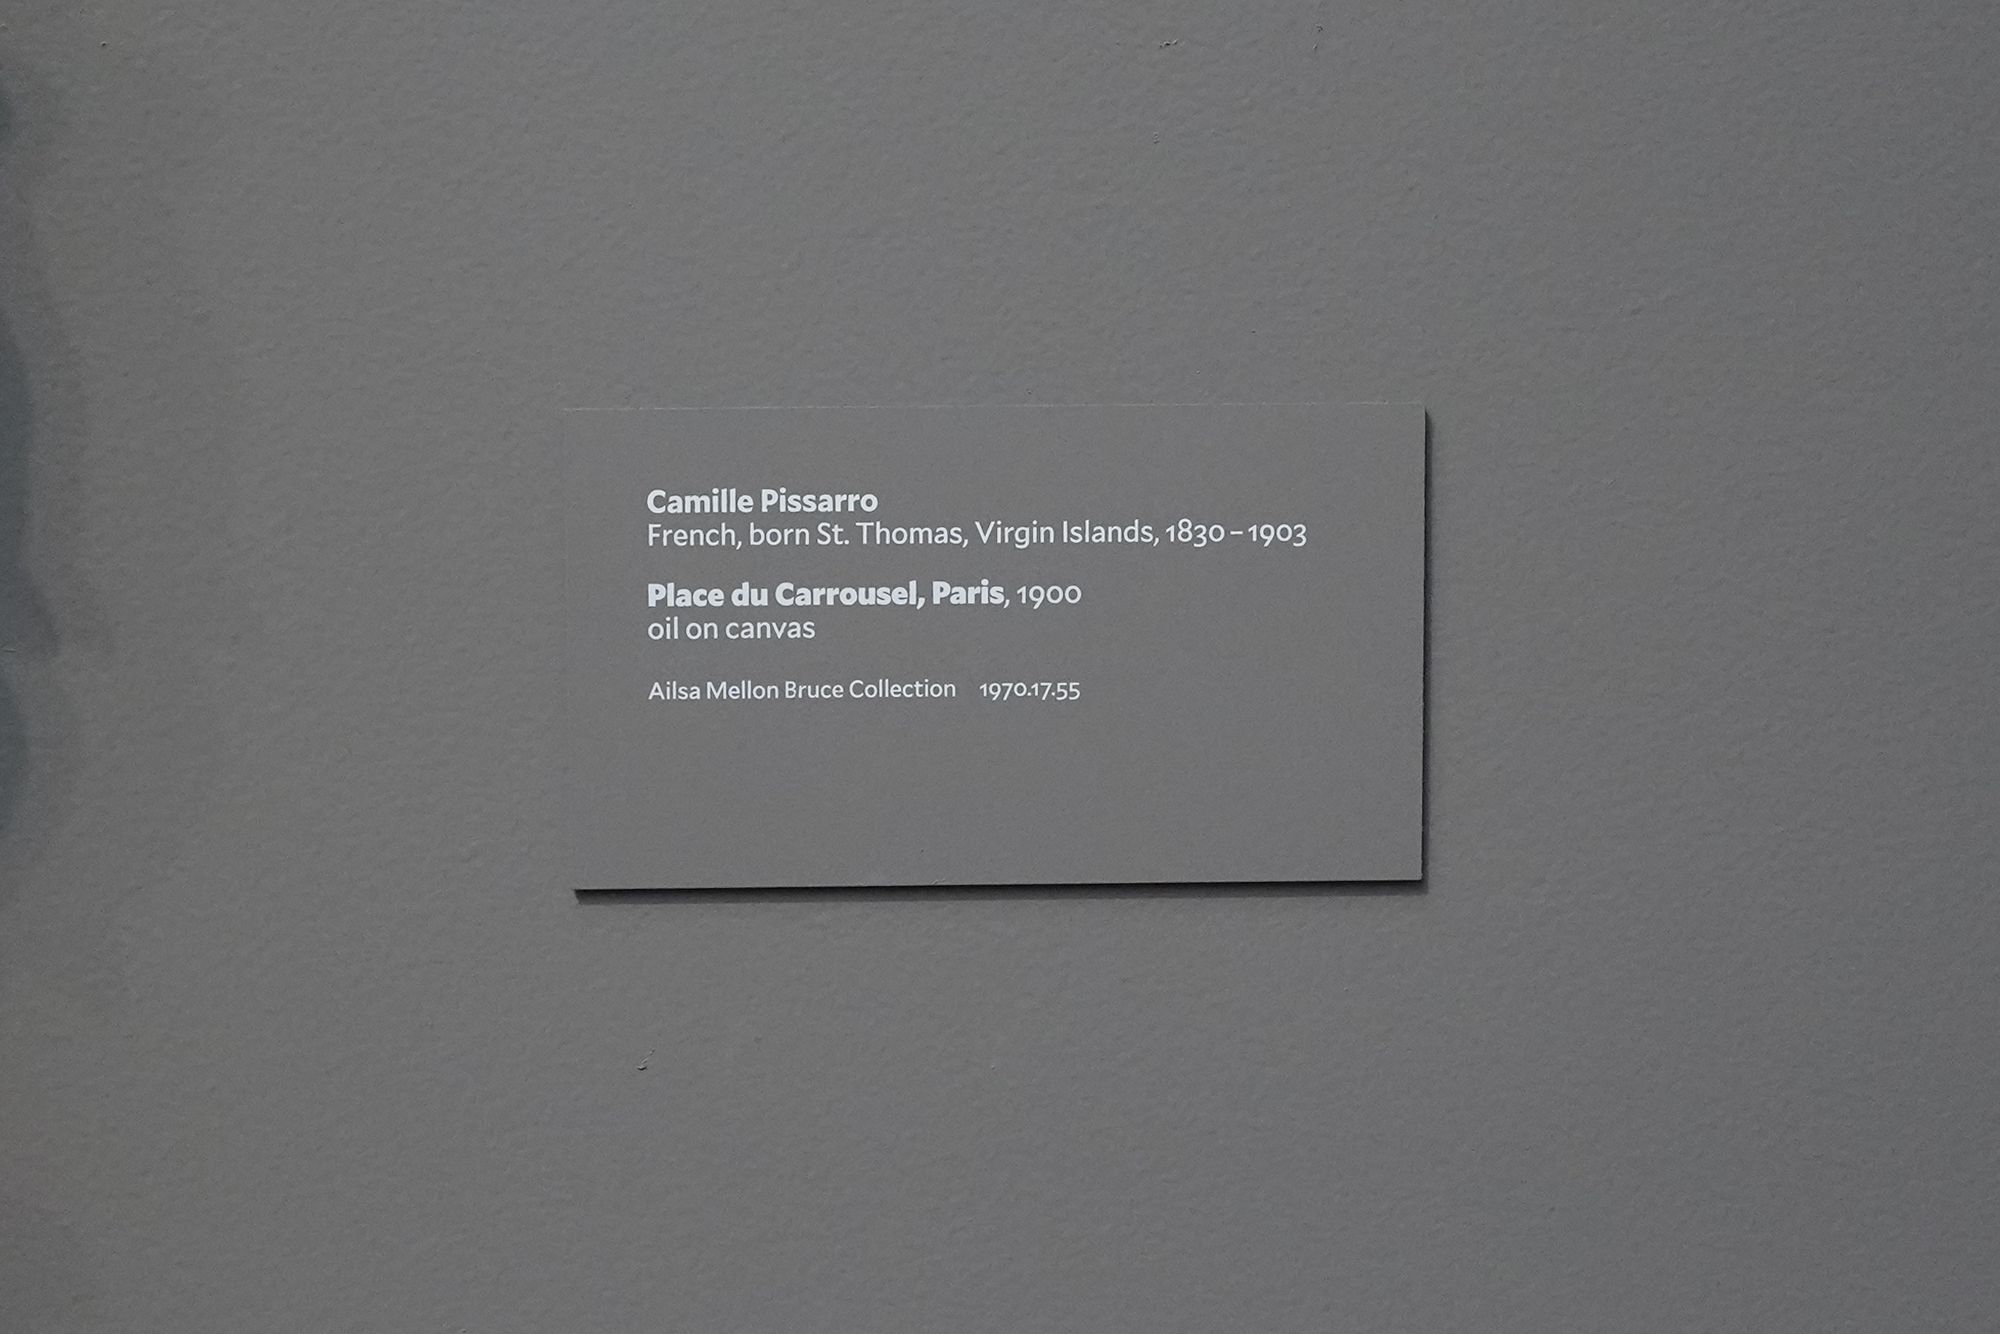 Camille Pissarro
French, born St. Thomas, Virgin Islands, 1830 – 1903
Place du Carrousel, Paris, 1900
oil on canvas
Ailsa Mellon Bruce Collection 1970.17.55